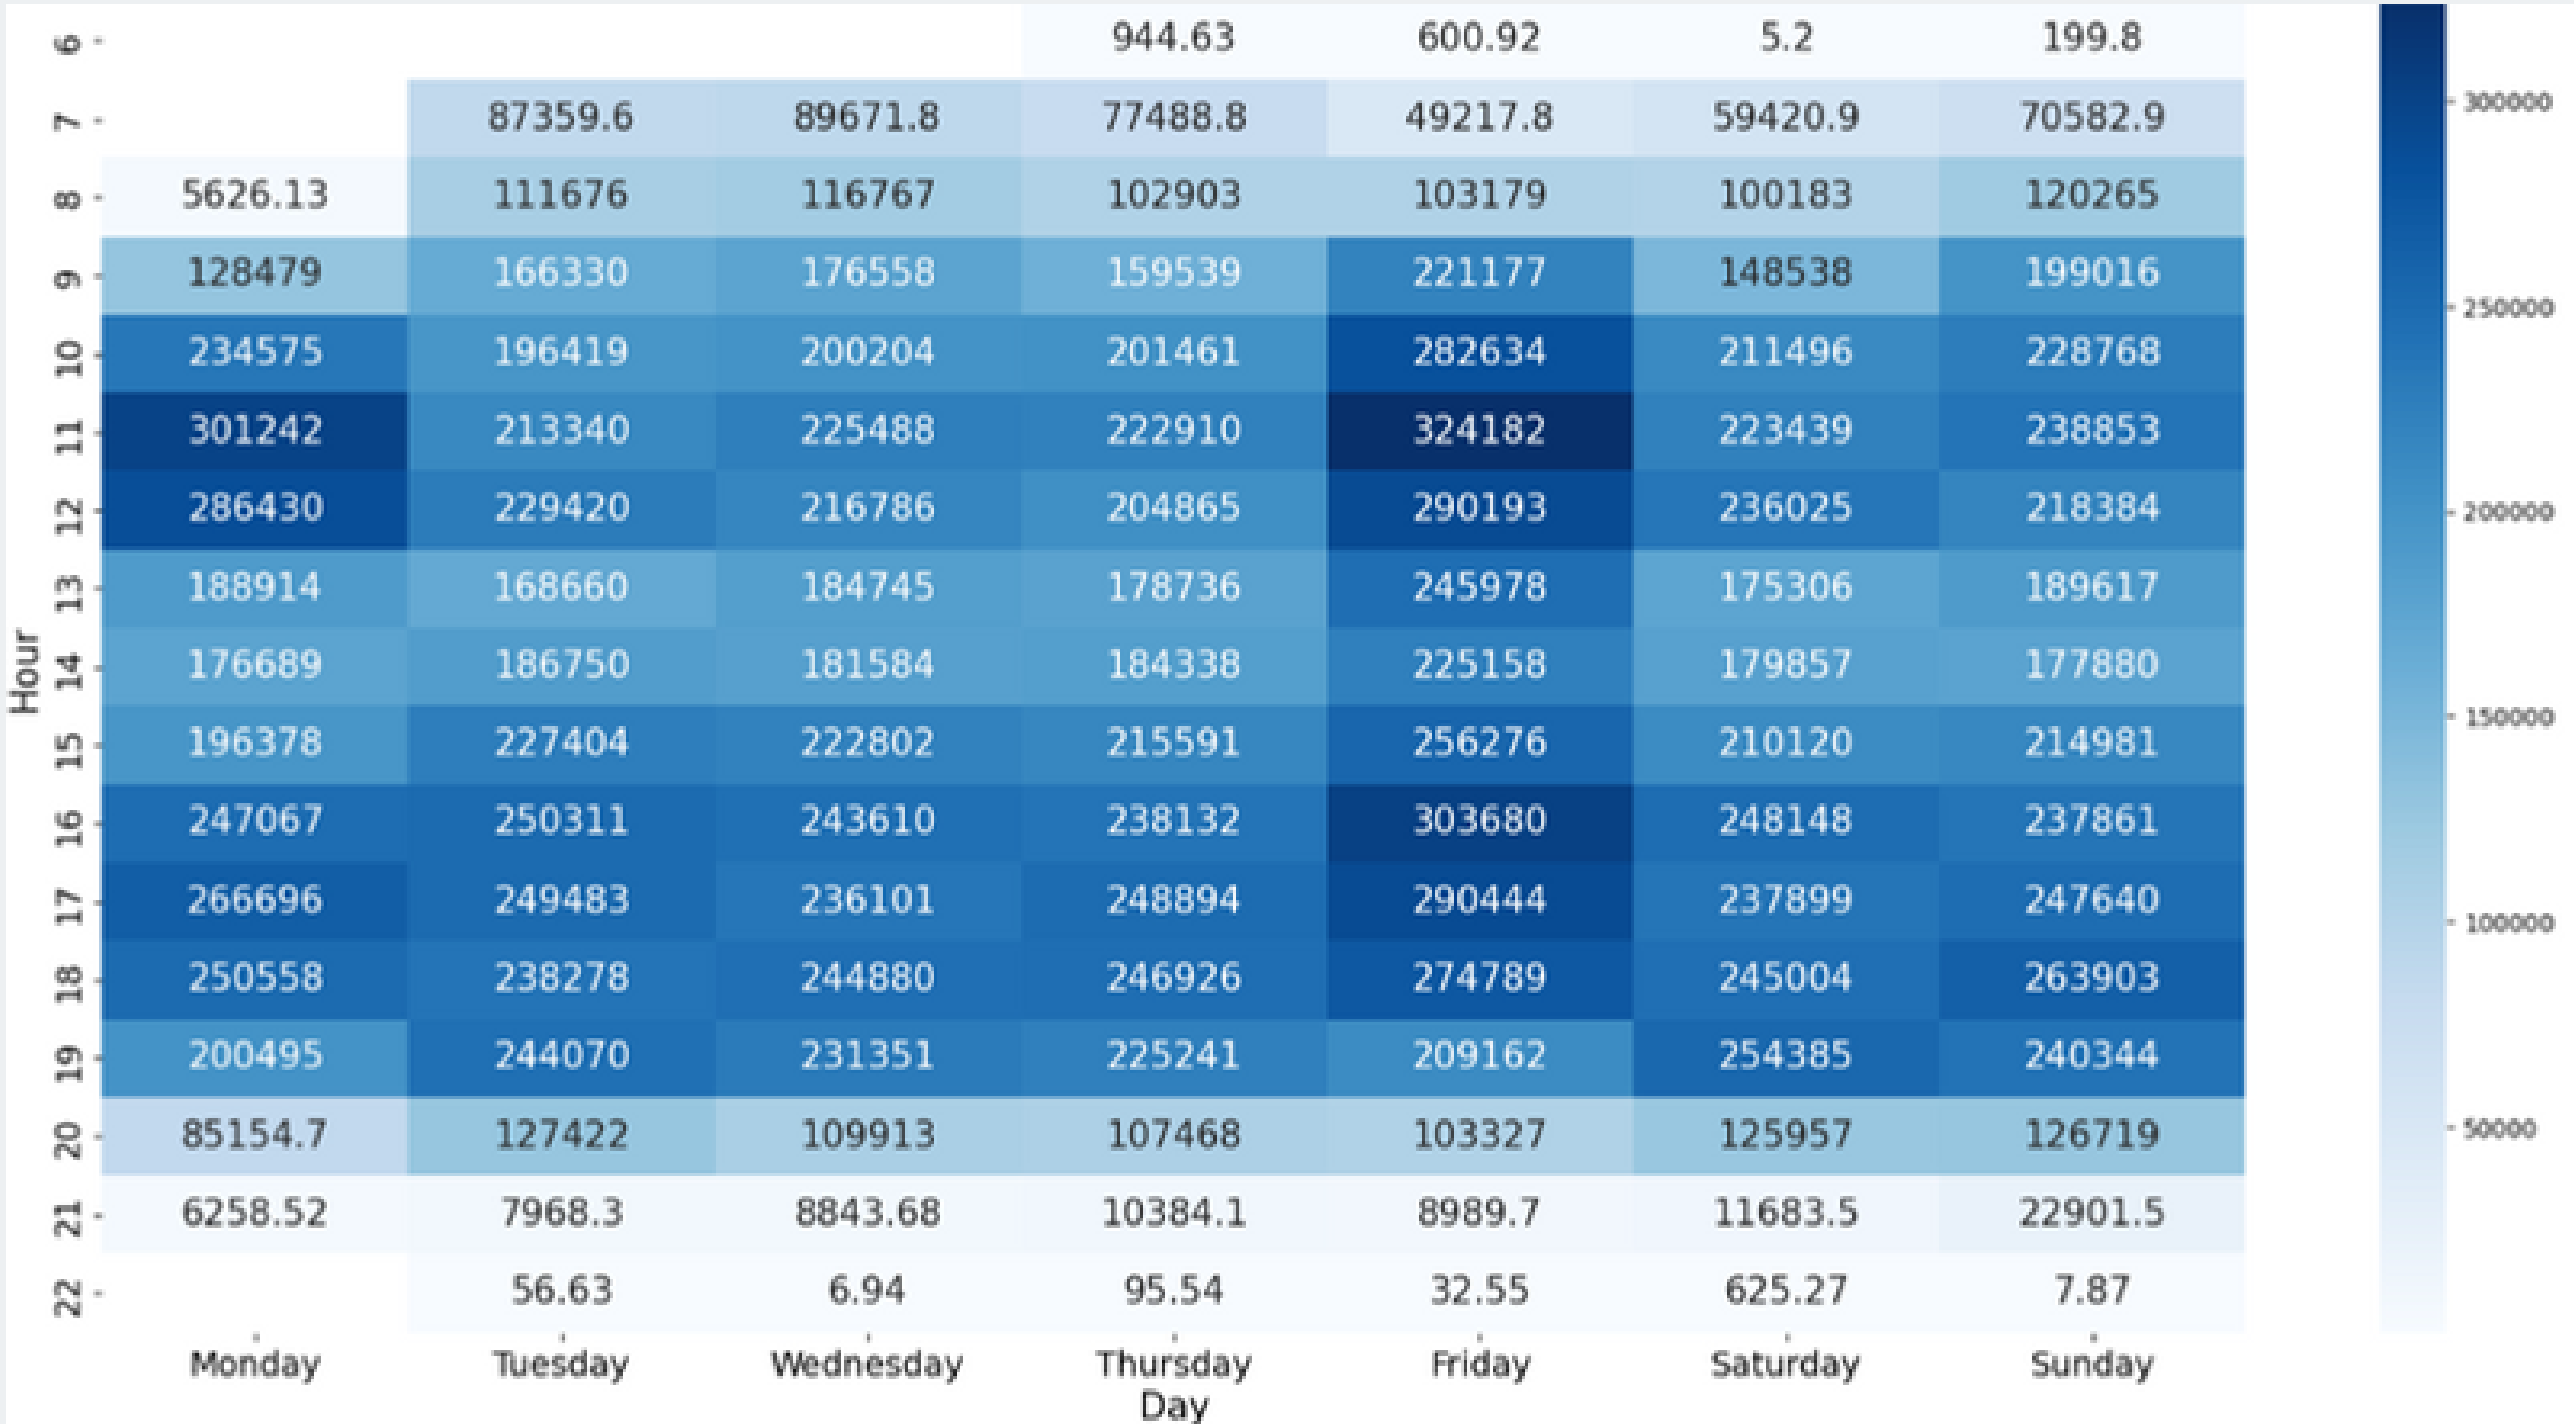 6 944.63 600.92 5.2 199.8
7 87359.6 89671.8 77488.8 49217.8 59420.9 70582.9
8 5626.13 111676 116767 102903 103179 100183 120265
9 128479 166330 176558 159539 221177 148538 199016
10 234575 196419 200204 201461 282634 211496 228768
11 301242 213340 225488 222910 324182 223439 238853
12 286430 229420 216786 204865 290193 236025 218384
13 188914 168660 184745 178736 245978 175306 189617
14 176689 186750 181584 184338 225158 179857 177880
15 196378 227404 222802 215591 256276 210120 214981
16 247067 250311 243610 238132 303680 248148 237861
17 266696 249483 236101 248894 290444 237899 247640
18 250558 238278 244880 246926 274789 245004 263903
19 200495 244070 231351 225241 209162 254385 240344
20 85154.7 127422 109913 107468 103327 125957 126719
21 6258.52 7968.3 8843.68 10384.1 8989.7 11683.5 22901.5
22 56.63 6.94 95.54 32.55 625.27 7.87
Monday Tuesday Wednesday Thursday Friday Saturday Sunday
Day
Hour
300000
250000
200000
150000
100000
50000